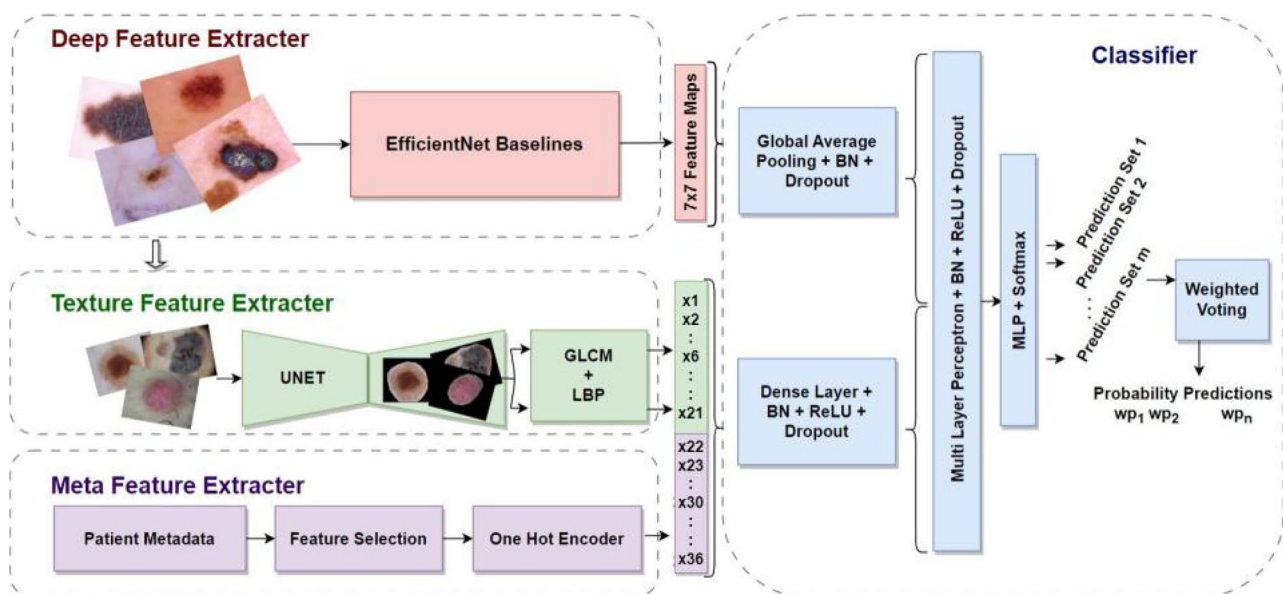 Deep Feature Extracter
EfficientNet Baselines
7x7 Feature Maps
Texture Feature Extracter
UNET
GLCM
+
LBP
x1
x2
:
x6
:
:
x21
Meta Feature Extracter
Patient Metadata
Feature Selection
One Hot Encoder
x22
x23
:
x30
:
:
x36
Classifier
Global Average
Pooling + BN +
Dropout
Dense Layer +
BN + ReLU +
Dropout
Multi Layer Perceptron + BN + ReLU + Dropout
MLP + Softmax
Prediction Set 1
Prediction Set 2
. . . .
Prediction Set m
Weighted
Voting
Probability Predictions
wp₁ wp₂ wpₙ